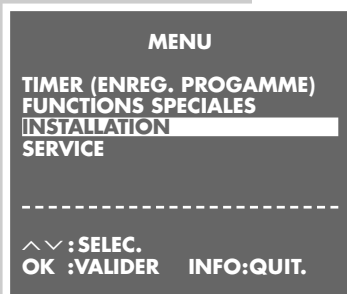 MENU
TIMER (ENREG. PROGAMME)
FUNCTIONS SPECIALES
INSTALLATION
SERVICE
--------------------------
︿﹀: SELEC.
OK :VALIDER INFO:QUIT.